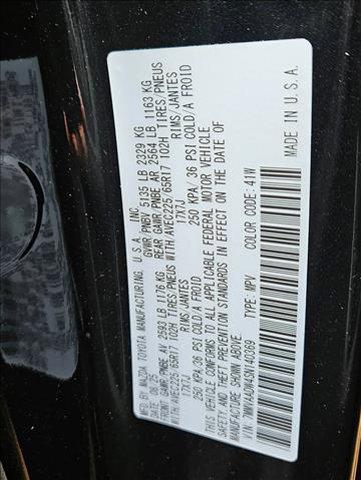 MFD BY: MAZDA TOYOTA MANUFACTURING, U.S.A., INC.
DATE: 08/25 GVWR/PNBV 5135 LB 2329 KG
FRONT GAWR/PNBE AV 2593 LB 1176 KG REAR GAWR/PNBE AR 2564 LB 1163 KG
WITH/AVEC225/65R17 102H TIRES/PNEUS WITH/AVEC225/65R17 102H TIRES/PNEUS
17X7J RIMS/JANTES 17X7J RIMS/JANTES
250 KPA/36 PSI COLD/A FROID 250 KPA/36 PSI COLD/A FROID
THIS VEHICLE CONFORMS TO ALL APPLICABLE FEDERAL MOTOR VEHICLE
SAFETY AND THEFT PREVENTION STANDARDS IN EFFECT ON THE DATE OF
MANUFACTURE SHOWN ABOVE.
TYPE: MPV COLOR CODE: 41W MADE IN U.S.A.